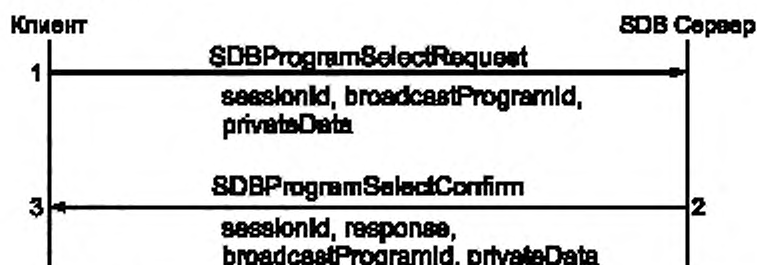 Клиент SDB Сервер
SDBProgramSelectRequest
1
sessionId, broadcastProgramId,
privateData
SDBProgramSelectConfirm
3 2
sessionId, response,
broadcastProgramId, privateData